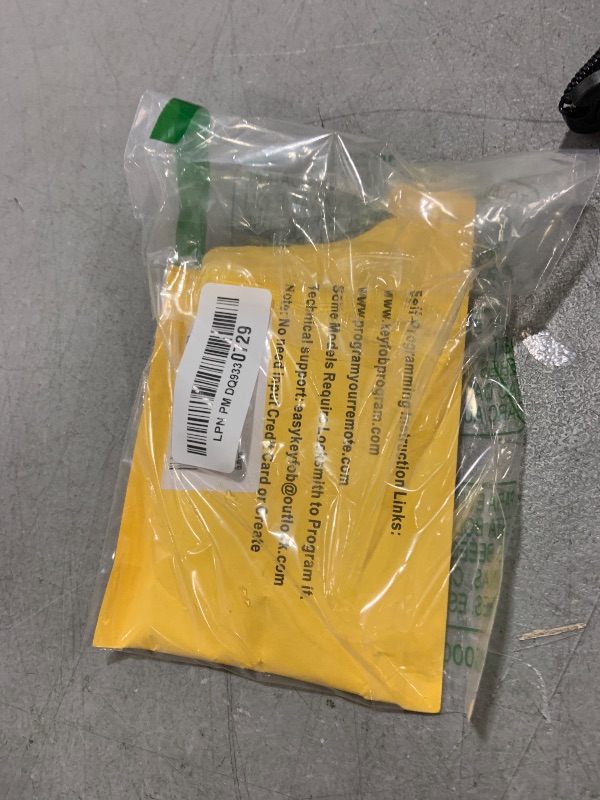 Self-Programming Instruction Links:
www.keyfobprogram.com
www.programyourremote.com
Some Models Require Locksmith to Program it.
Technical support: easykeyfob@outlook.com
Note: No need input Credit Card or Create
LPN PM DQ9330729